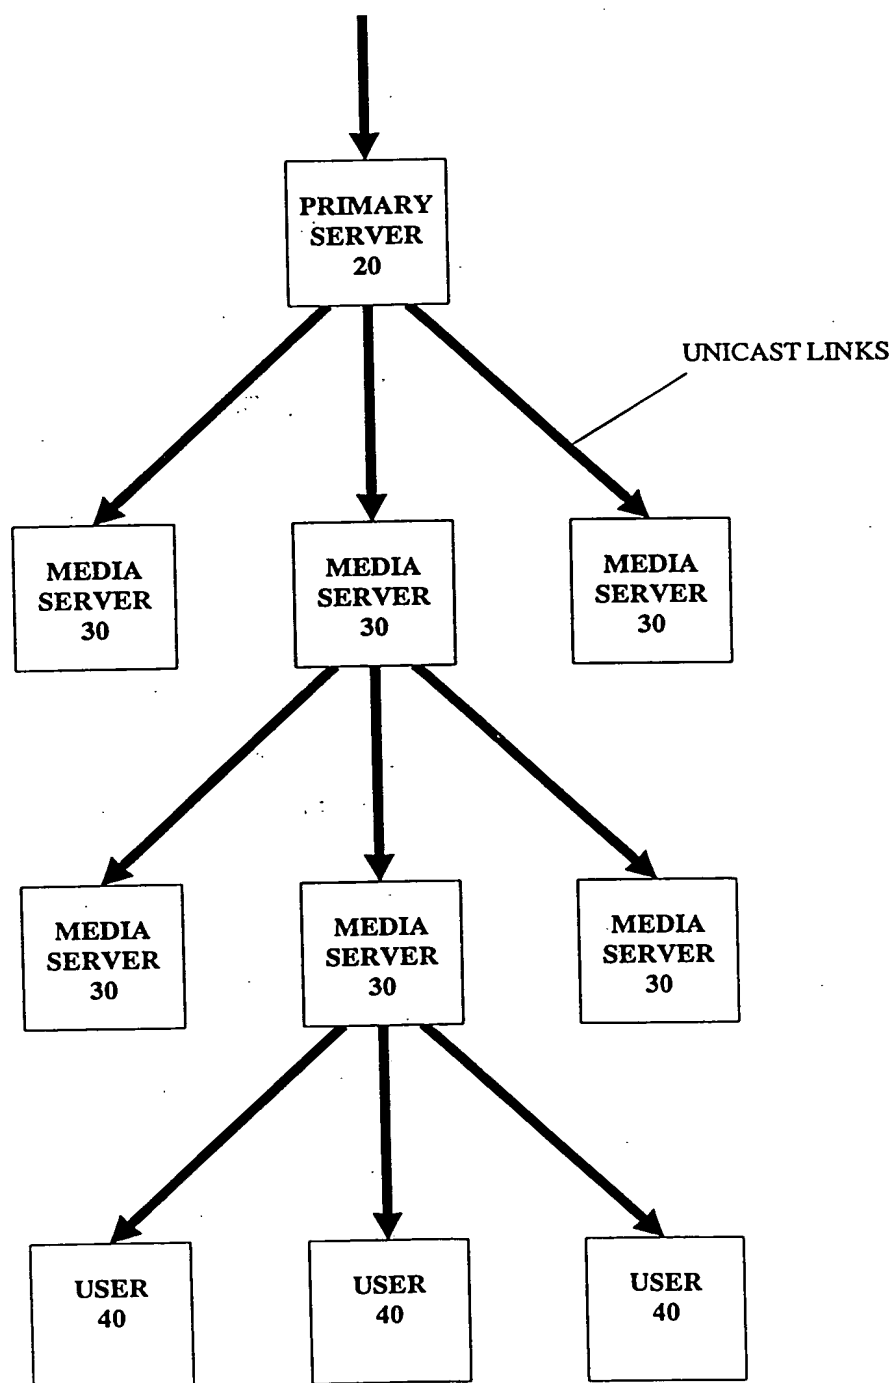 PRIMARY
SERVER
20
UNICAST LINKS
MEDIA
SERVER
30
MEDIA
SERVER
30
MEDIA
SERVER
30
MEDIA
SERVER
30
MEDIA
SERVER
30
MEDIA
SERVER
30
USER
40
USER
40
USER
40